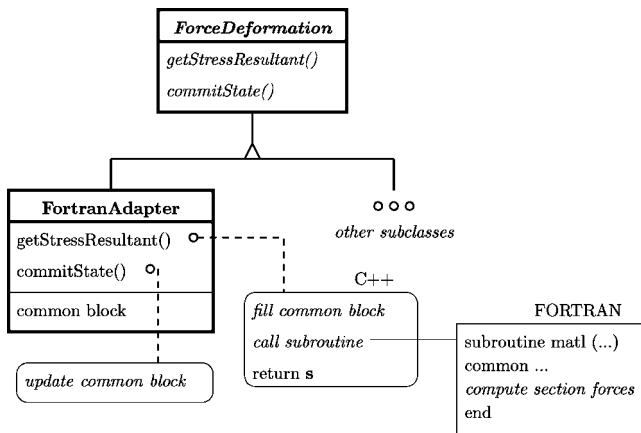 ForceDeformation
getStressResultant()
commitState()
FortranAdapter
getStressResultant()
commitState()
common block
update common block
other subclasses
C++
fill common block
call subroutine
return s
FORTRAN
subroutine matl (...)
common ...
compute section forces
end